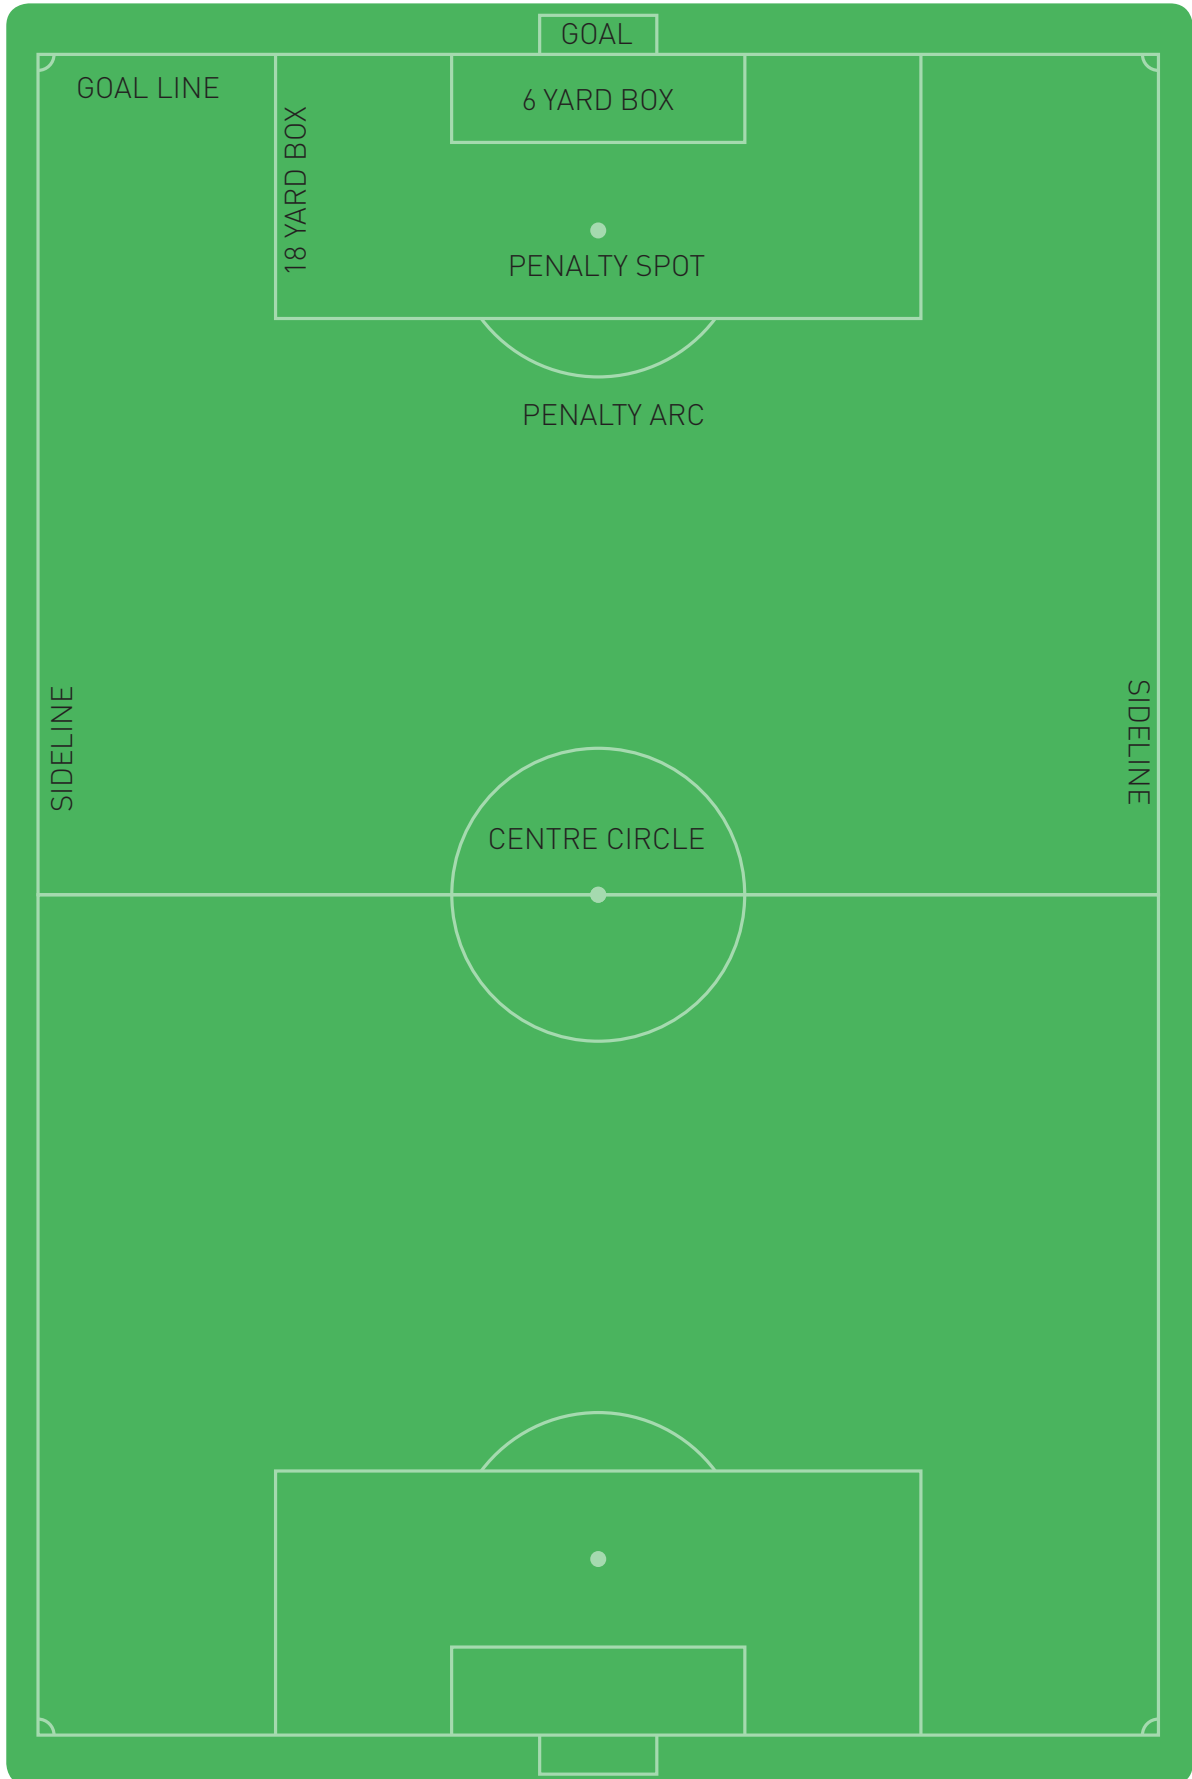 GOAL
GOAL LINE
6 YARD BOX
18 YARD BOX
PENALTY SPOT
PENALTY ARC
SIDELINE
SIDELINE
CENTRE CIRCLE